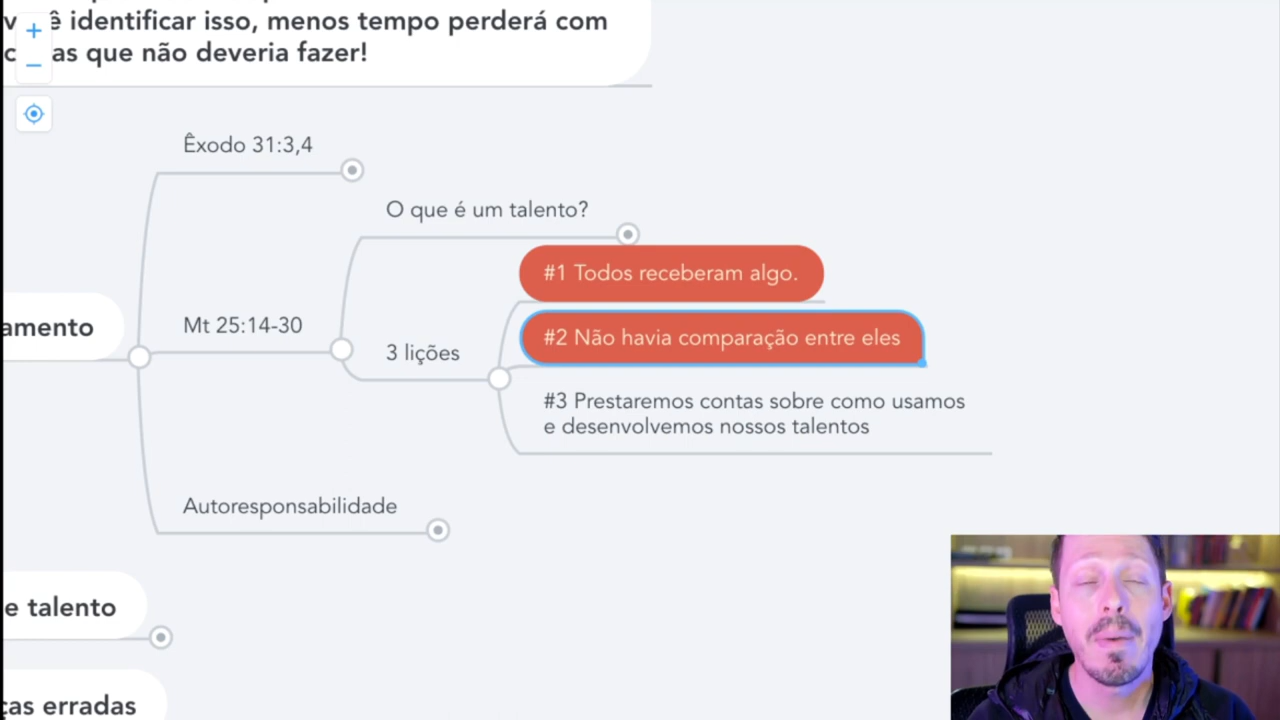 ê identificar isso, menos tempo perderá com
as que não deveria fazer!
Êxodo 31:3,4
O que é um talento?
#1 Todos receberam algo.
Mt 25:14-30
amento
#2 Não havia comparação entre eles
3 lições
#3 Prestaremos contas sobre como usamos
e desenvolvemos nossos talentos
Autoresponsabilidade
e talento
ças erradas